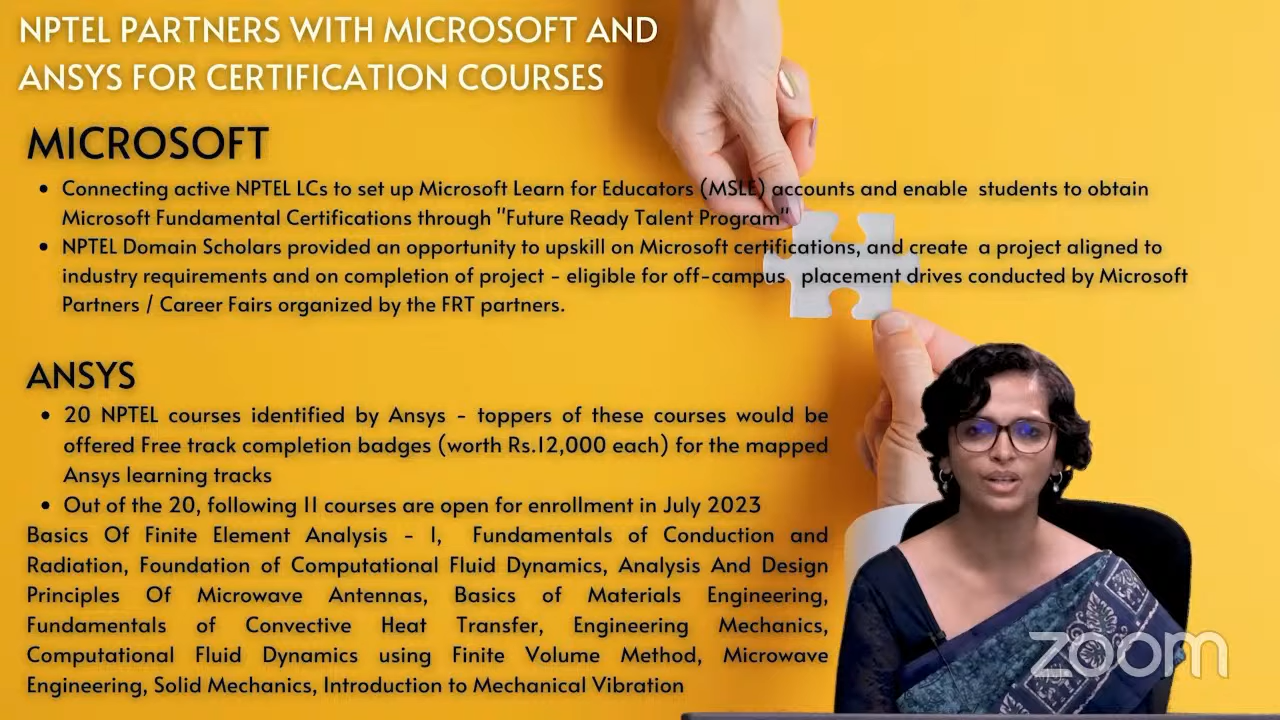 NPTEL PARTNERS WITH MICROSOFT AND
ANSYS FOR CERTIFICATION COURSES
MICROSOFT
• Connecting active NPTEL LCs to set up Microsoft Learn for Educators (MSLE) accounts and enable students to obtain
Microsoft Fundamental Certifications through "Future Ready Talent Program"
• NPTEL Domain Scholars provided an opportunity to upskill on Microsoft certifications, and create a project aligned to
industry requirements and on completion of project - eligible for off-campus placement drives conducted by Microsoft
Partners / Career Fairs organized by the FRT partners.
ANSYS
• 20 NPTEL courses identified by Ansys - toppers of these courses would be
offered Free track completion badges (worth Rs.12,000 each) for the mapped
Ansys learning tracks
• Out of the 20, following 11 courses are open for enrollment in July 2023
Basics Of Finite Element Analysis - I, Fundamentals of Conduction and
Radiation, Foundation of Computational Fluid Dynamics, Analysis And Design
Principles Of Microwave Antennas, Basics of Materials Engineering,
Fundamentals of Convective Heat Transfer, Engineering Mechanics,
Computational Fluid Dynamics using Finite Volume Method, Microwave
Engineering, Solid Mechanics, Introduction to Mechanical Vibration
zoom